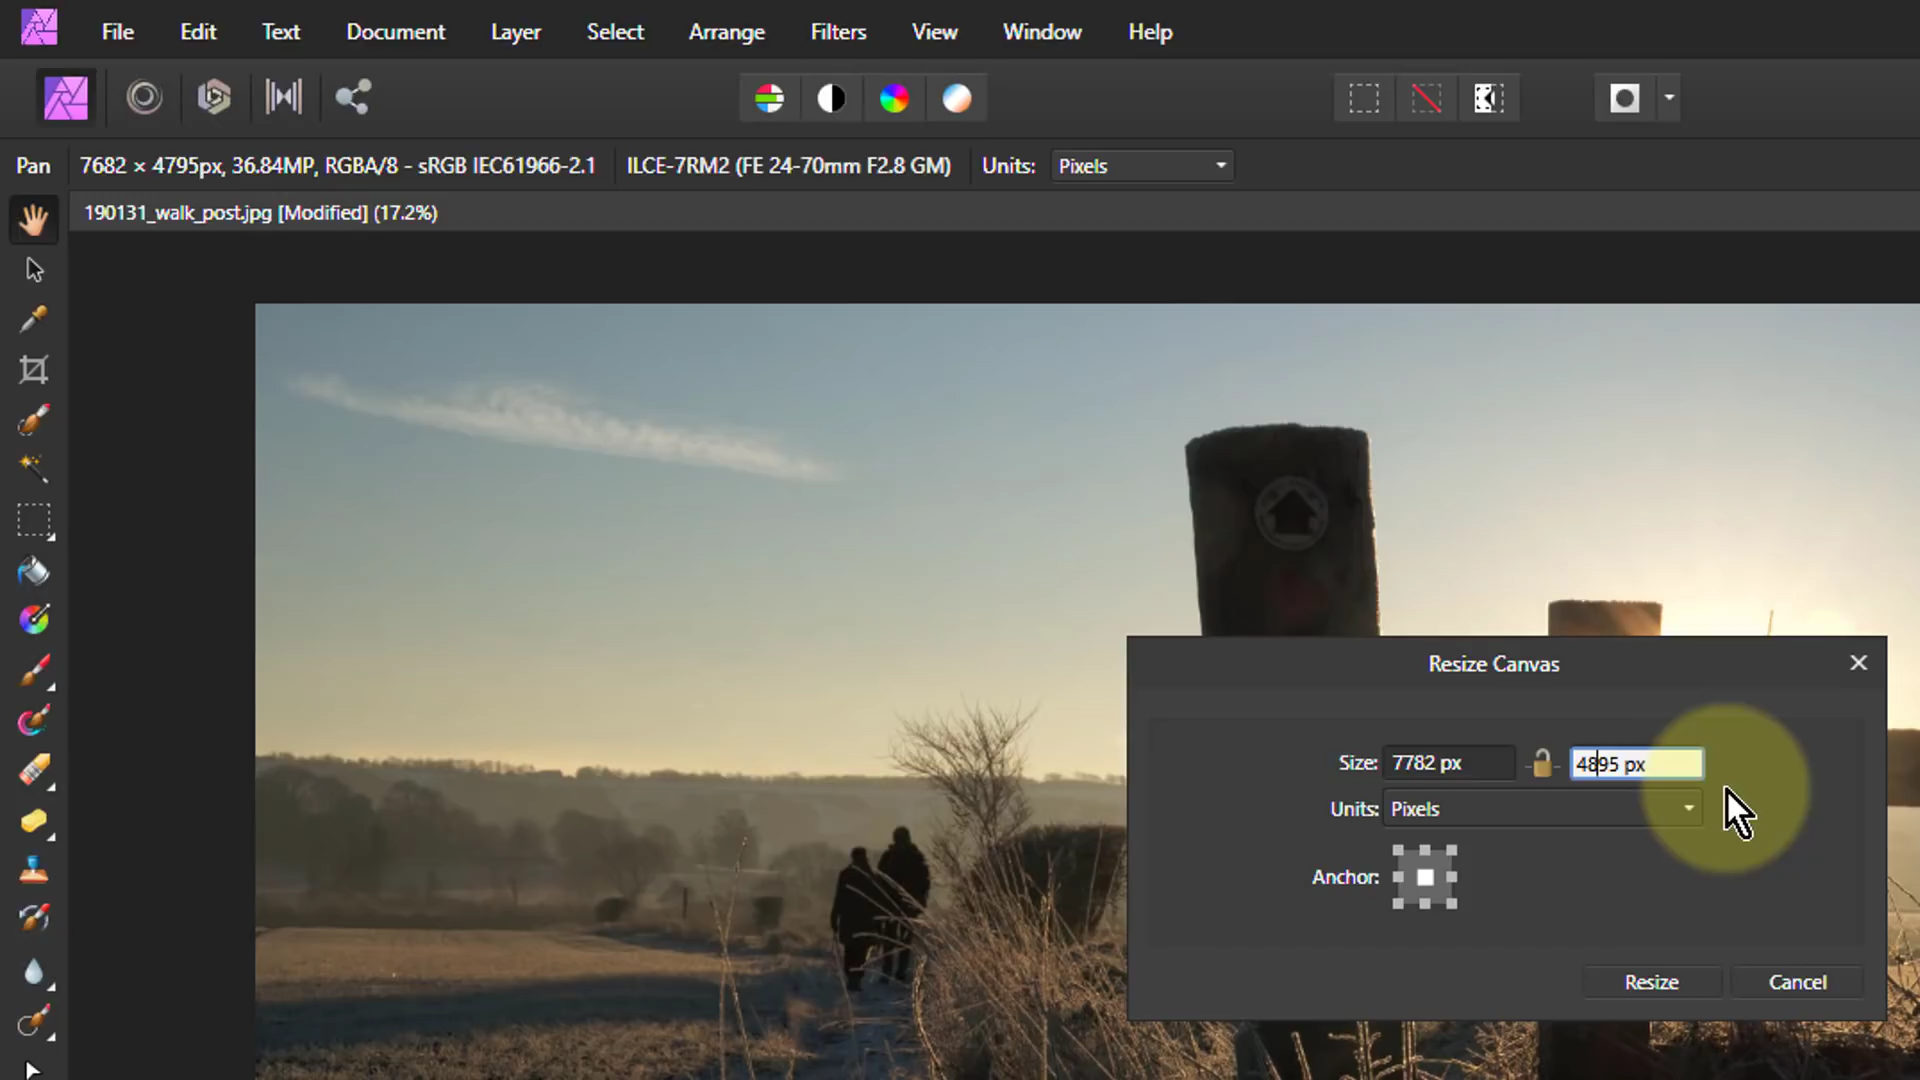 File Edit Text Document Layer Select Arrange Filters View Window Help
Pan 7682 × 4795px, 36.84MP, RGBA/8 - sRGB IEC61966-2.1 ILCE-7RM2 (FE 24-70mm F2.8 GM) Units: Pixels
190131_walk_post.jpg [Modified] (17.2%)
Resize Canvas
Size: 7782 px 4895 px
Units: Pixels
Anchor:
Resize Cancel